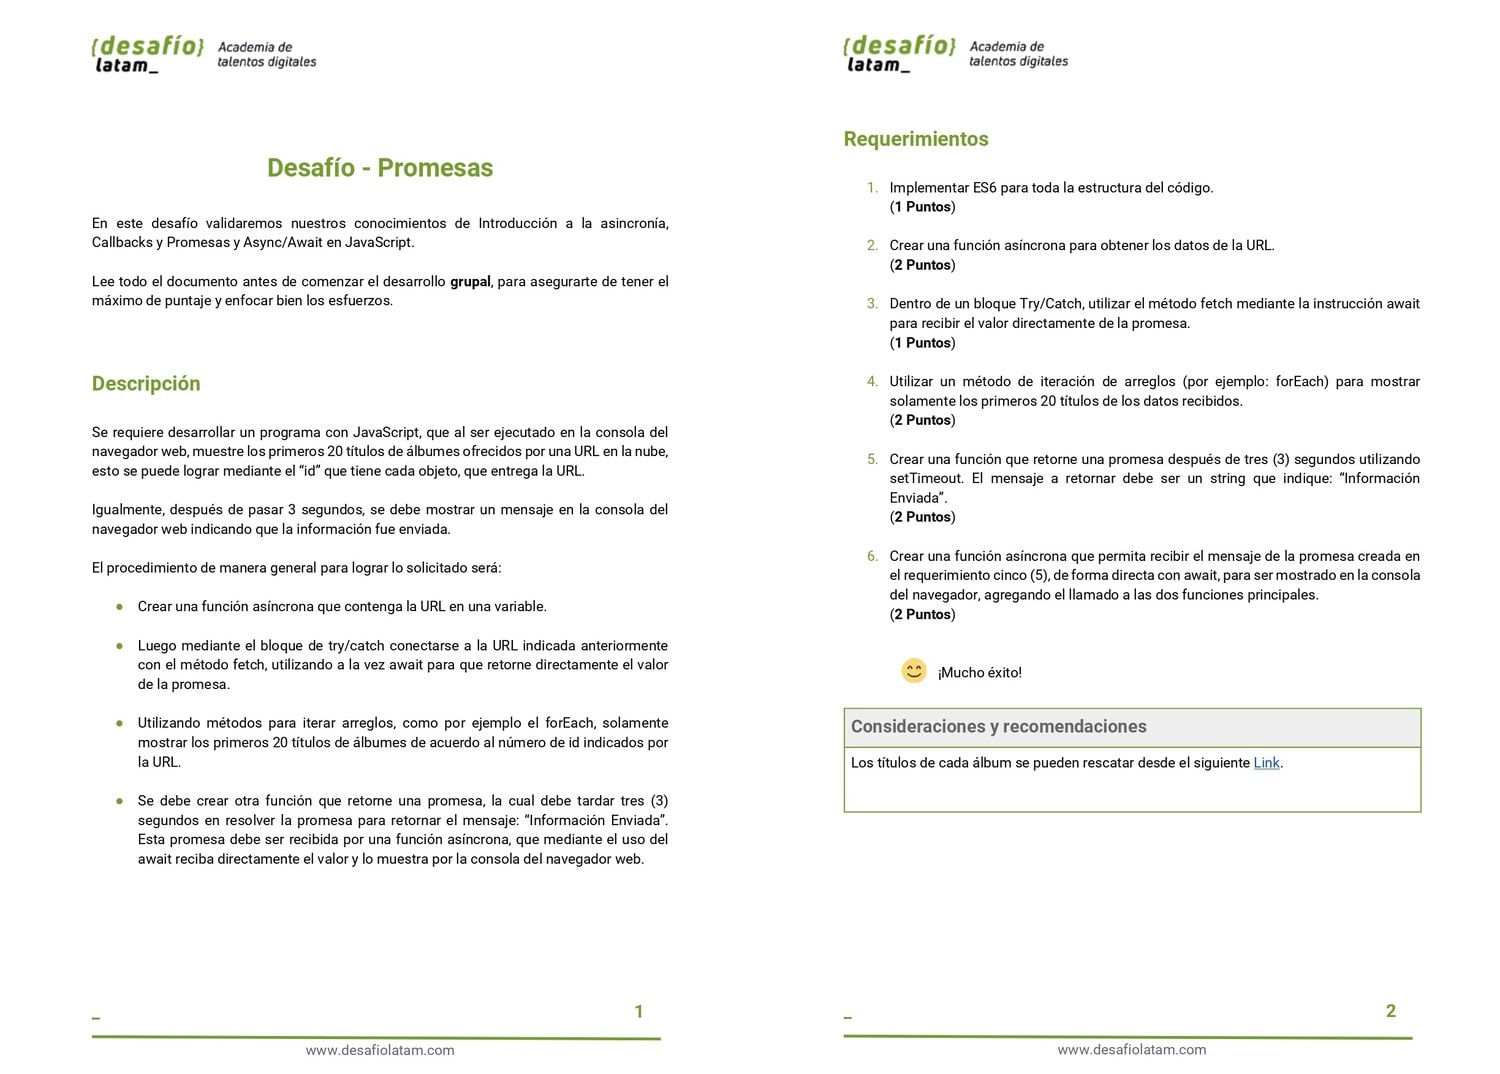 {desafío}
latam_
Academia de
talentos digitales
Desafío - Promesas
En este desafío validaremos nuestros conocimientos de Introducción a la asincronía,
Callbacks y Promesas y Async/Await en JavaScript.
Lee todo el documento antes de comenzar el desarrollo grupal, para asegurarte de tener el
máximo de puntaje y enfocar bien los esfuerzos.
Descripción
Se requiere desarrollar un programa con JavaScript, que al ser ejecutado en la consola del
navegador web, muestre los primeros 20 títulos de álbumes ofrecidos por una URL en la nube,
esto se puede lograr mediante el “id” que tiene cada objeto, que entrega la URL.
Igualmente, después de pasar 3 segundos, se debe mostrar un mensaje en la consola del
navegador web indicando que la información fue enviada.
El procedimiento de manera general para lograr lo solicitado será:
● Crear una función asíncrona que contenga la URL en una variable.
● Luego mediante el bloque de try/catch conectarse a la URL indicada anteriormente
con el método fetch, utilizando a la vez await para que retorne directamente el valor
de la promesa.
● Utilizando métodos para iterar arreglos, como por ejemplo el forEach, solamente
mostrar los primeros 20 títulos de álbumes de acuerdo al número de id indicados por
la URL.
● Se debe crear otra función que retorne una promesa, la cual debe tardar tres (3)
segundos en resolver la promesa para retornar el mensaje: “Información Enviada”.
Esta promesa debe ser recibida por una función asíncrona, que mediante el uso del
await reciba directamente el valor y lo muestra por la consola del navegador web.
_ 1
www.desafiolatam.com
{desafío}
latam_
Academia de
talentos digitales
Requerimientos
1. Implementar ES6 para toda la estructura del código.
(1 Puntos)
2. Crear una función asíncrona para obtener los datos de la URL.
(2 Puntos)
3. Dentro de un bloque Try/Catch, utilizar el método fetch mediante la instrucción await
para recibir el valor directamente de la promesa.
(1 Puntos)
4. Utilizar un método de iteración de arreglos (por ejemplo: forEach) para mostrar
solamente los primeros 20 títulos de los datos recibidos.
(2 Puntos)
5. Crear una función que retorne una promesa después de tres (3) segundos utilizando
setTimeout. El mensaje a retornar debe ser un string que indique: “Información
Enviada”.
(2 Puntos)
6. Crear una función asíncrona que permita recibir el mensaje de la promesa creada en
el requerimiento cinco (5), de forma directa con await, para ser mostrado en la consola
del navegador, agregando el llamado a las dos funciones principales.
(2 Puntos)
¡Mucho éxito!
Consideraciones y recomendaciones
Los títulos de cada álbum se pueden rescatar desde el siguiente Link.
_ 2
www.desafiolatam.com